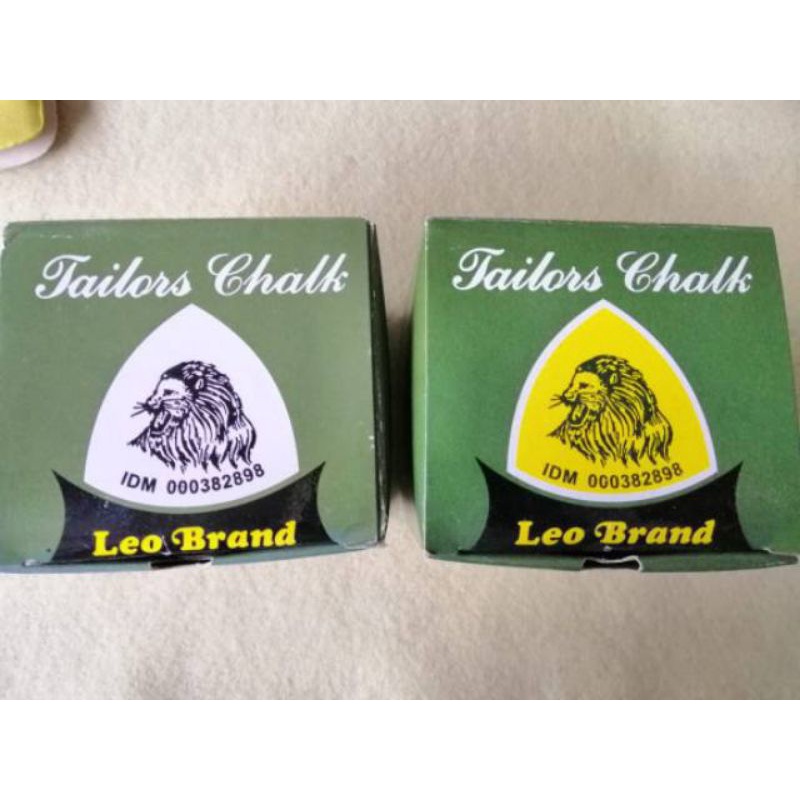 Tailors Chalk
IDM 000382898
Leo Brand
Tailors Chalk
IDM 000382898
Leo Brand